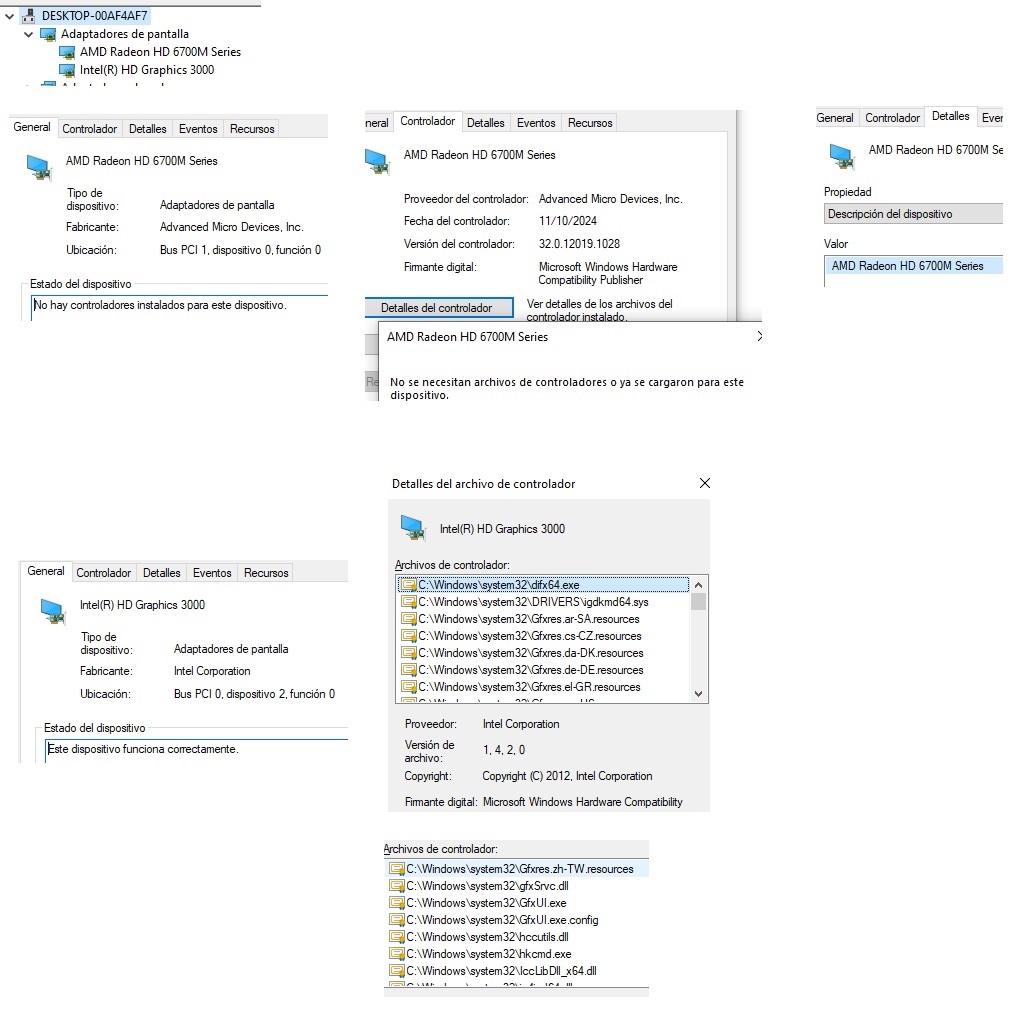 DESKTOP-00AF4AF7
Adaptadores de pantalla
AMD Radeon HD 6700M Series
Intel(R) HD Graphics 3000
General Controlador Detalles Eventos Recursos
AMD Radeon HD 6700M Series
Tipo de
dispositivo: Adaptadores de pantalla
Fabricante: Advanced Micro Devices, Inc.
Ubicación: Bus PCI 1, dispositivo 0, función 0
Estado del dispositivo
No hay controladores instalados para este dispositivo.
neral Controlador Detalles Eventos Recursos
AMD Radeon HD 6700M Series
Proveedor del controlador: Advanced Micro Devices, Inc.
Fecha del controlador: 11/10/2024
Versión del controlador: 32.0.12019.1028
Firmante digital: Microsoft Windows Hardware
Compatibility Publisher
Detalles del controlador Ver detalles de los archivos del
controlador instalado.
AMD Radeon HD 6700M Series
Re
No se necesitan archivos de controladores o ya se cargaron para este
dispositivo.
General Controlador Detalles Ever
AMD Radeon HD 6700M Se
Propiedad
Descripción del dispositivo
Valor
AMD Radeon HD 6700M Series
General Controlador Detalles Eventos Recursos
Intel(R) HD Graphics 3000
Tipo de
dispositivo: Adaptadores de pantalla
Fabricante: Intel Corporation
Ubicación: Bus PCI 0, dispositivo 2, función 0
Estado del dispositivo
Este dispositivo funciona correctamente.
Detalles del archivo de controlador
Intel(R) HD Graphics 3000
Archivos de controlador:
C:\Windows\system32\difx64.exe
C:\Windows\system32\DRIVERS\igdkmd64.sys
C:\Windows\system32\Gfxres.ar-SA.resources
C:\Windows\system32\Gfxres.cs-CZ.resources
C:\Windows\system32\Gfxres.da-DK.resources
C:\Windows\system32\Gfxres.de-DE.resources
C:\Windows\system32\Gfxres.el-GR.resources
Proveedor: Intel Corporation
Versión de
archivo: 1, 4, 2, 0
Copyright: Copyright (C) 2012, Intel Corporation
Firmante digital: Microsoft Windows Hardware Compatibility
Archivos de controlador:
C:\Windows\system32\Gfxres.zh-TW.resources
C:\Windows\system32\gfxSrvc.dll
C:\Windows\system32\GfxUI.exe
C:\Windows\system32\GfxUI.exe.config
C:\Windows\system32\hccutils.dll
C:\Windows\system32\hkcmd.exe
C:\Windows\system32\IccLibDll_x64.dll